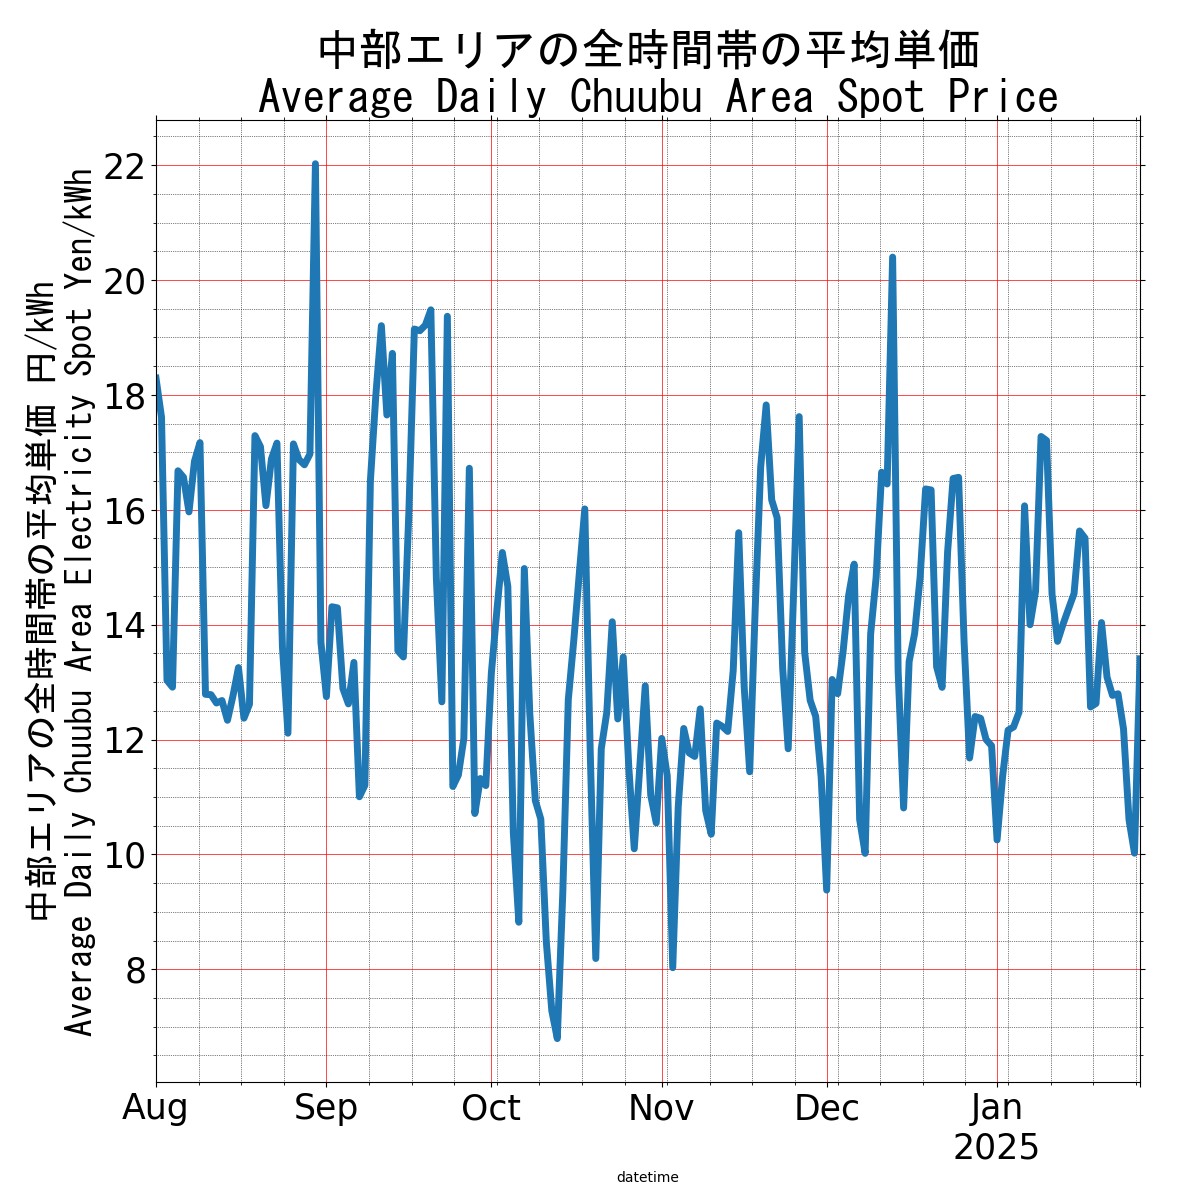 中部エリアの全時間帯の平均単価
Average Daily Chuubu Area Spot Price
中部エリアの全時間帯の平均単価 円/kWh
Average Daily Chuubu Area Electricity Spot Yen/kWh
22
20
18
16
14
12
10
8
Aug Sep Oct Nov Dec Jan
2025
datetime